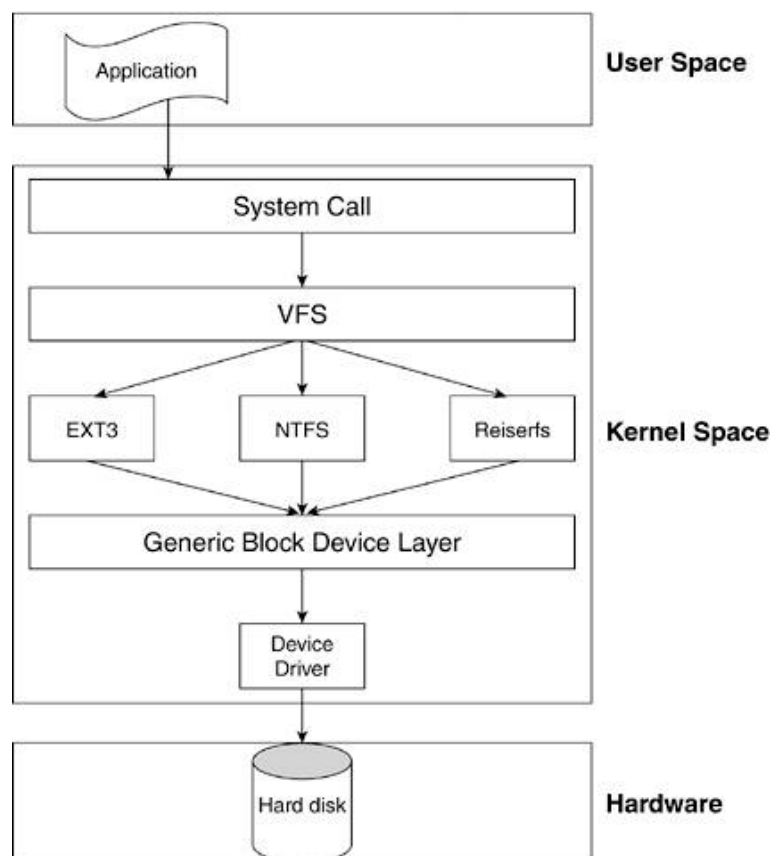 Application
User Space
System Call
VFS
EXT3
NTFS
Reiserfs
Kernel Space
Generic Block Device Layer
Device
Driver
Hard disk
Hardware